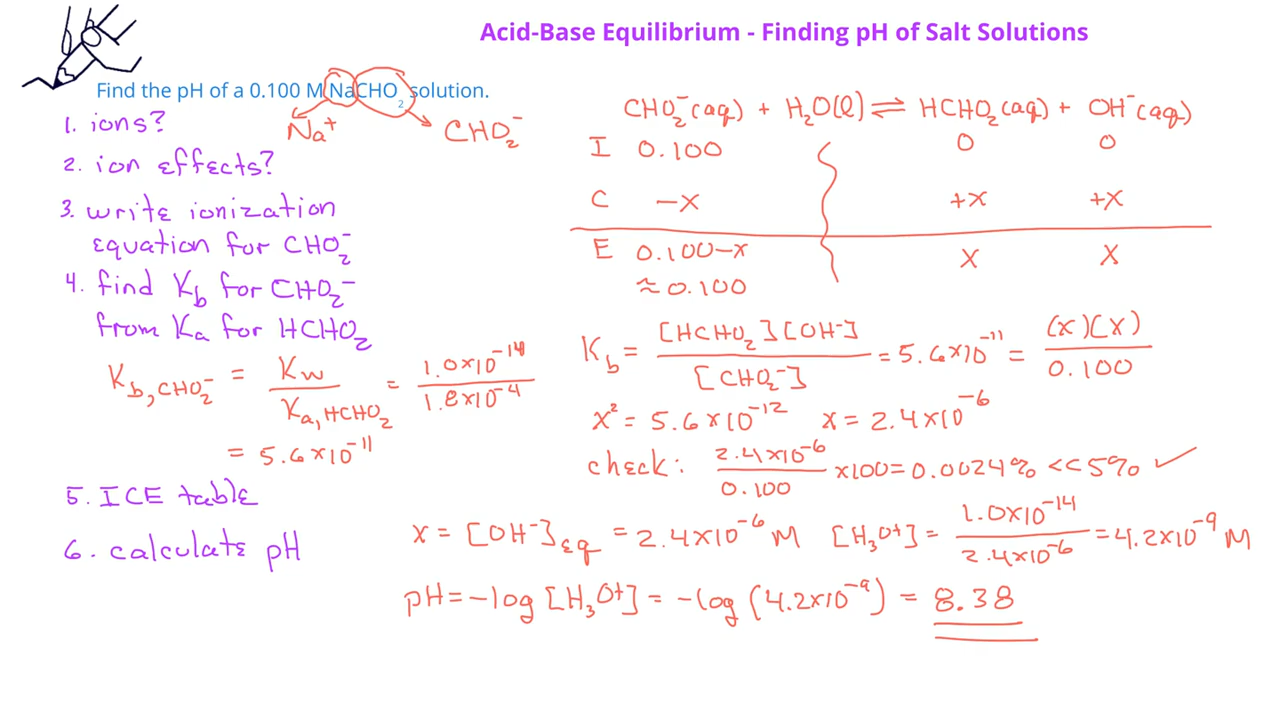 Acid-Base Equilibrium - Finding pH of Salt Solutions
Find the pH of a 0.100 M NaCHO₂ solution.
Na⁺ CHO₂⁻
1. ions?
2. ion effects?
3. write ionization
equation for CHO₂⁻
4. find K_b for CHO₂⁻
from Ka for HCHO₂
K_b,CHO₂⁻ = Kw / Ka,HCHO₂ = 1.0×10⁻¹⁴ / 1.8×10⁻⁴
= 5.6×10⁻¹¹
5. ICE table
6. calculate pH
CHO₂⁻(aq) + H₂O(l) ⇌ HCHO₂(aq) + OH⁻(aq)
I 0.100 0 0
C -x +x +x
E 0.100-x x x
≈0.100
K_b = [HCHO₂][OH⁻] / [CHO₂⁻] = 5.6×10⁻¹¹ = (x)(x) / 0.100
x² = 5.6×10⁻¹² x = 2.4×10⁻⁶
check: 2.4×10⁻⁶ / 0.100 ×100 = 0.0024% <<5% ✓
x = [OH⁻]eq = 2.4×10⁻⁶ M [H₃O⁺] = 1.0×10⁻¹⁴ / 2.4×10⁻⁶ = 4.2×10⁻⁹ M
pH = -log [H₃O⁺] = -log (4.2×10⁻⁹) = 8.38